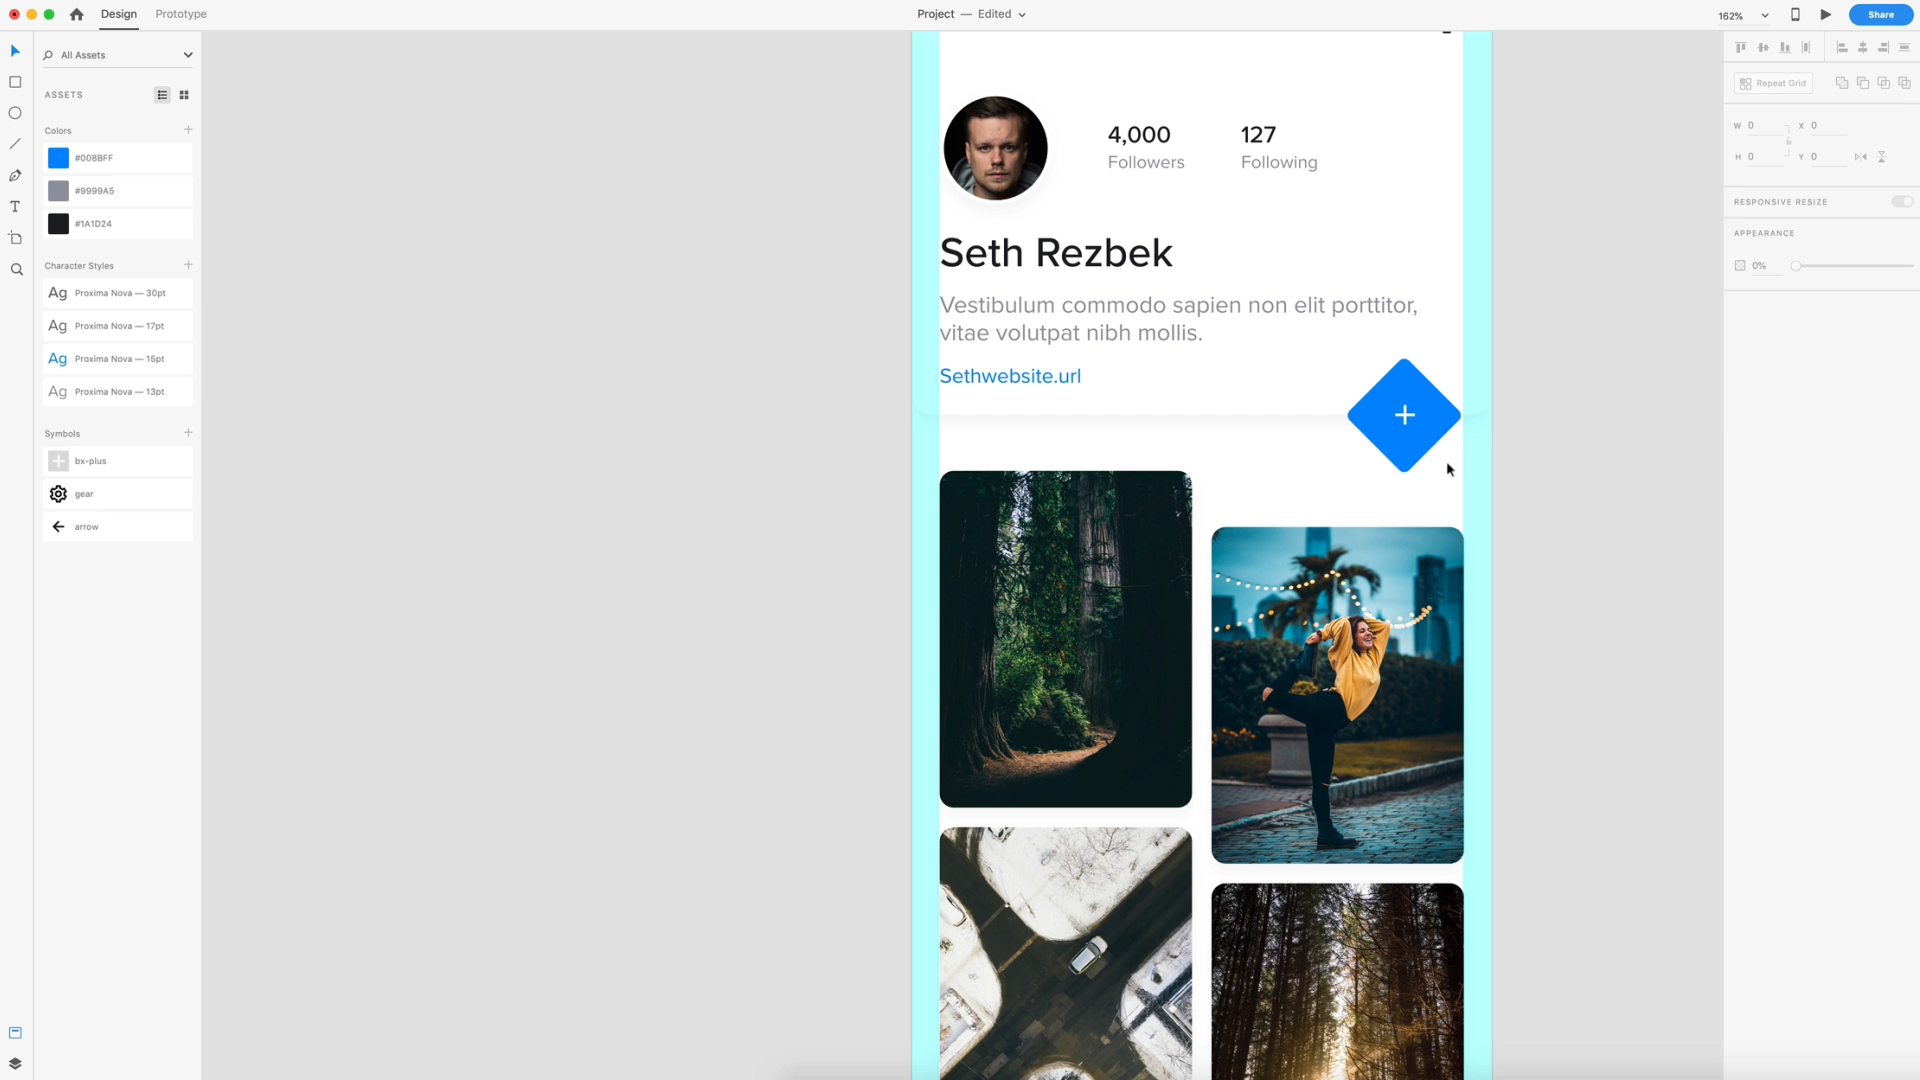 Design
Prototype
Project — Edited
162%
Share
All Assets
ASSETS
Colors
#008BFF
#9999A5
#1A1D24
Character Styles
Ag Proxima Nova — 30pt
Ag Proxima Nova — 17pt
Ag Proxima Nova — 15pt
Ag Proxima Nova — 13pt
Symbols
bx-plus
gear
arrow
4,000
Followers
127
Following
Seth Rezbek
Vestibulum commodo sapien non elit porttitor,
vitae volutpat nibh mollis.
Sethwebsite.url
Repeat Grid
W 0 X 0
H 0 Y 0
RESPONSIVE RESIZE
APPEARANCE
0%